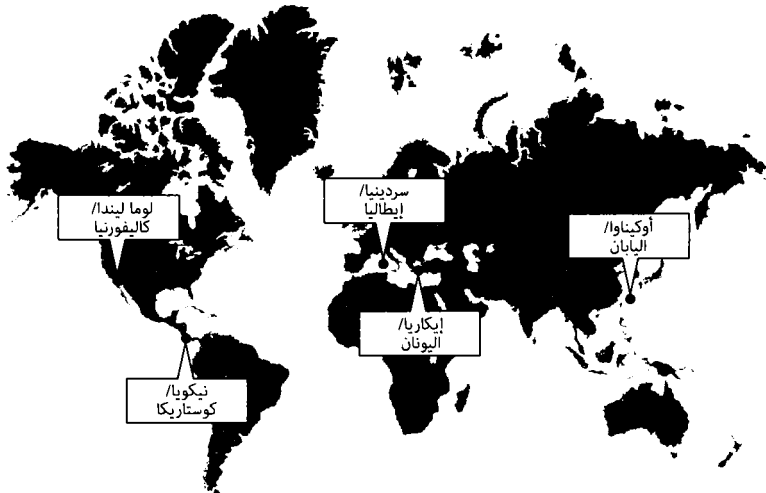 سردينيا/
إيطاليا
لوما ليندا/
كاليفورنيا
أوكيناوا/
اليابان
إيكاريا/
اليونان
نيكويا/
كوستاريكا